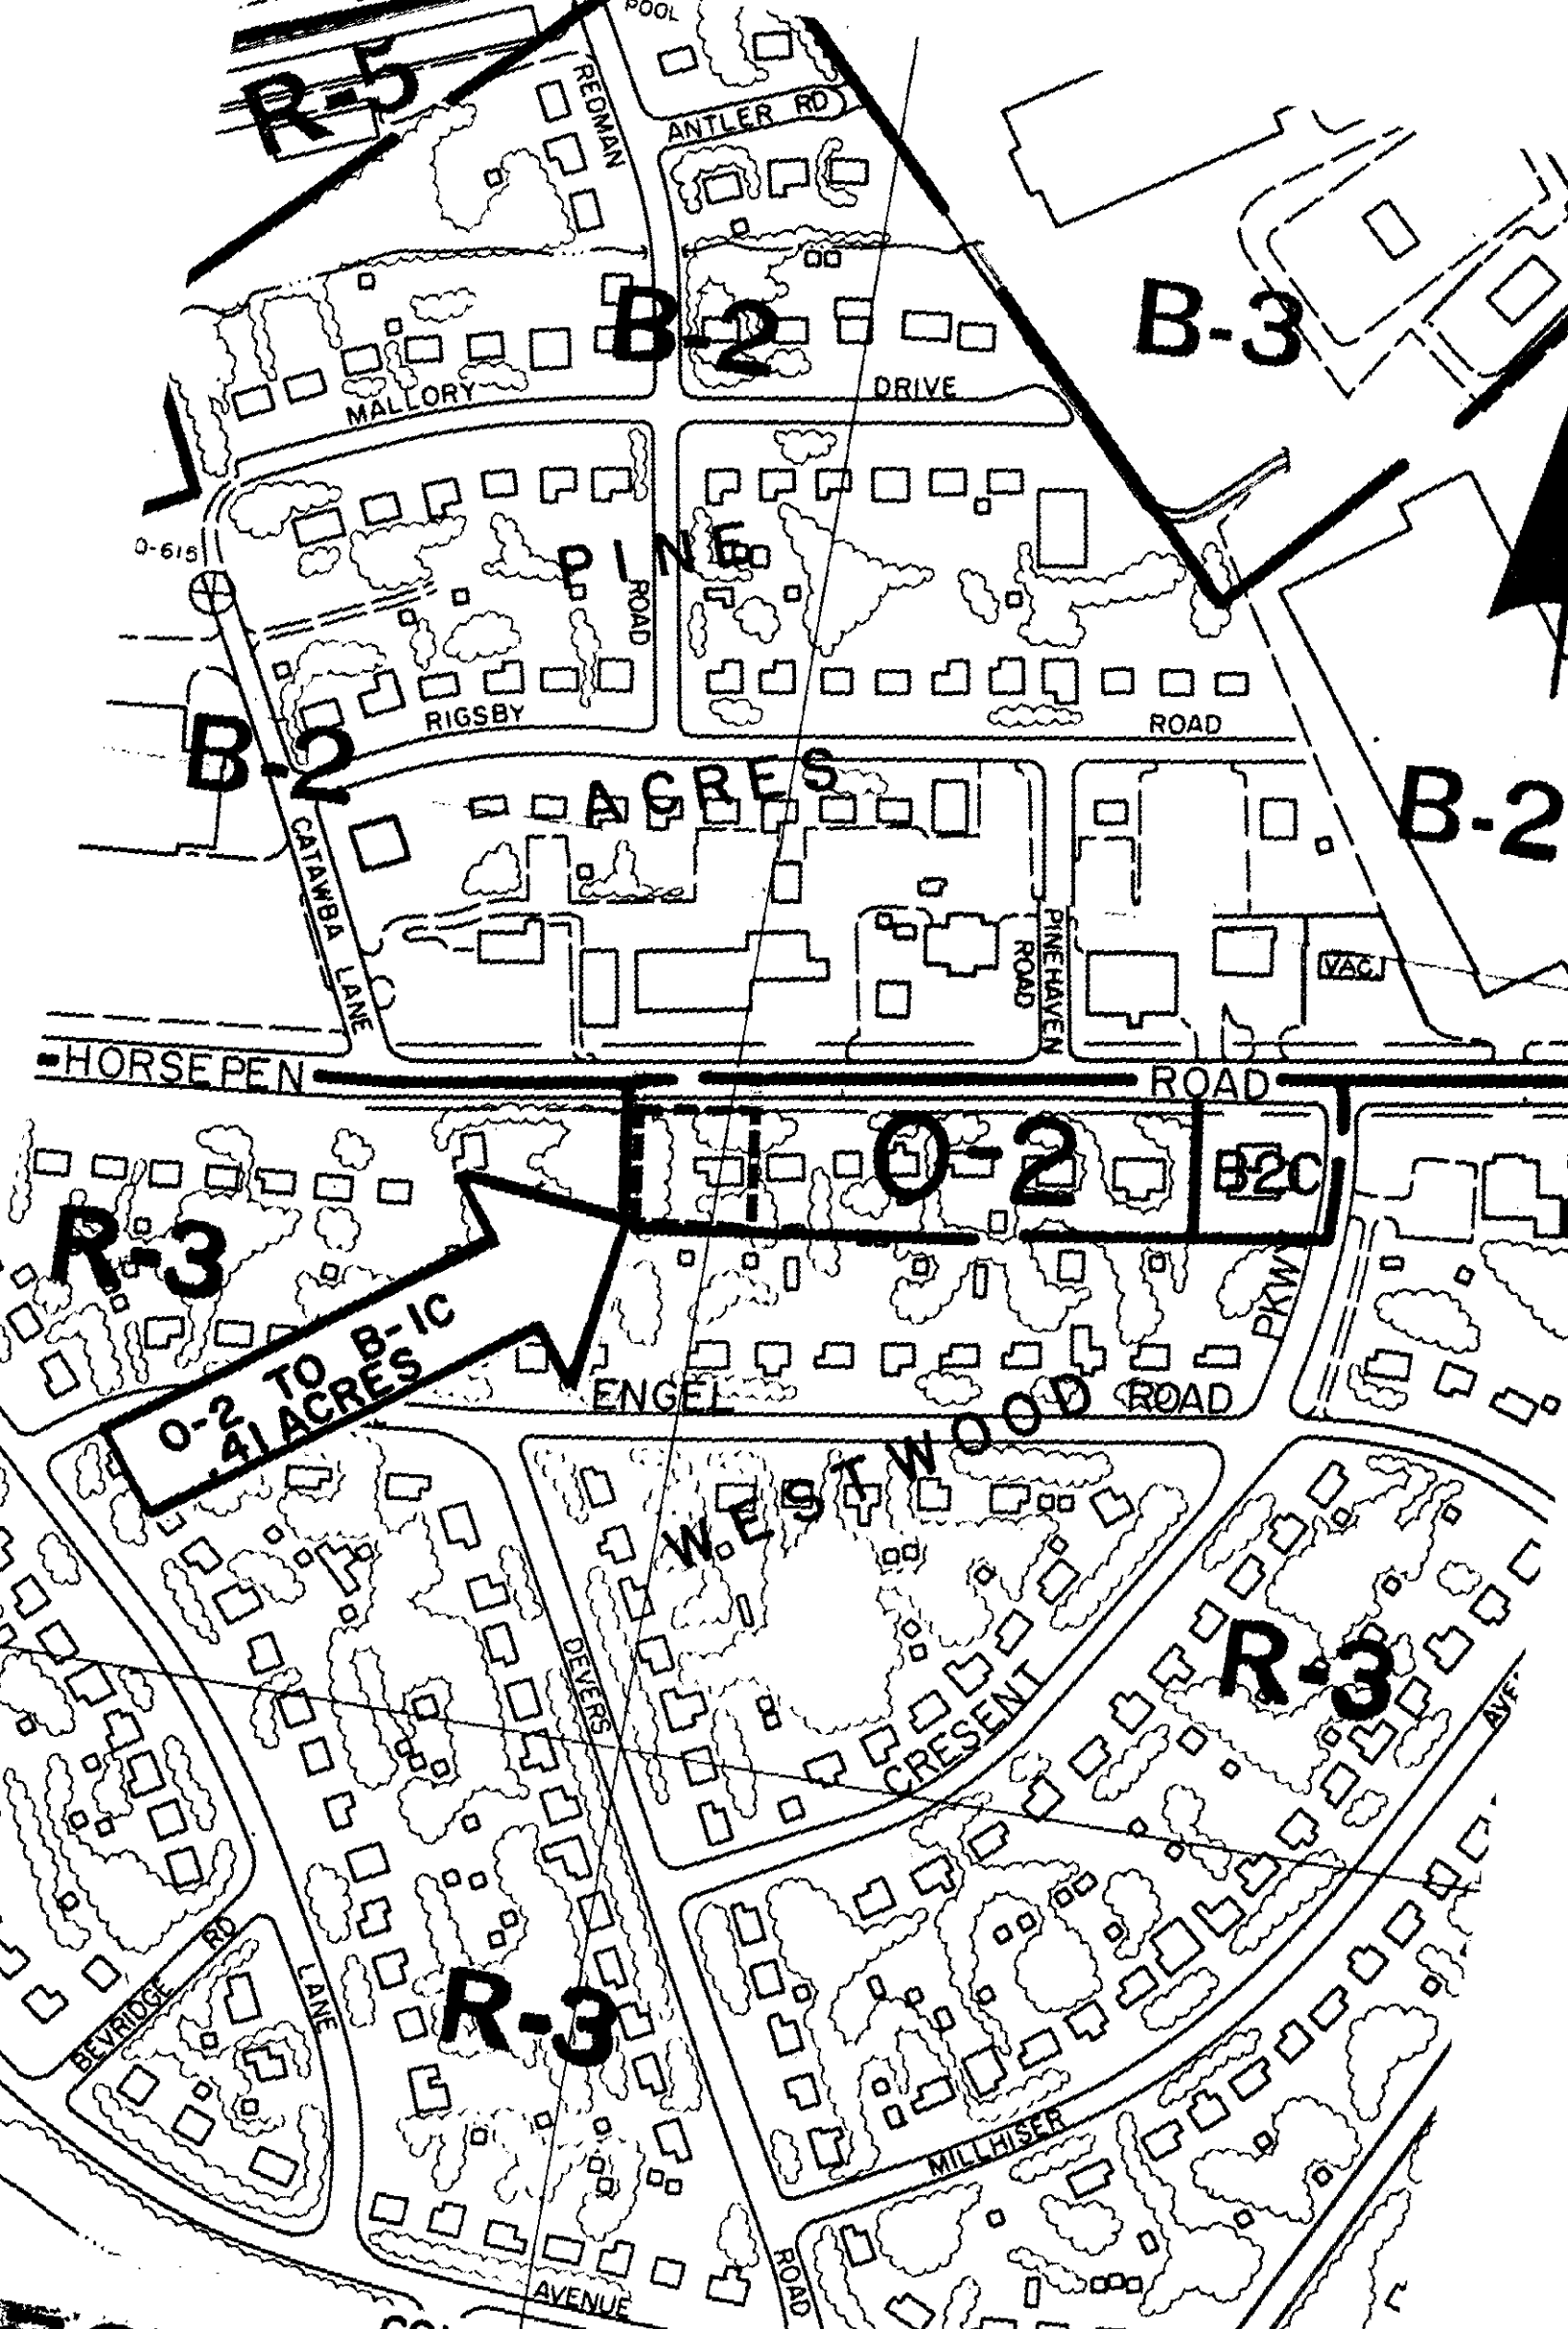 POOL
R-5
REDMAN
ANTLER RD
B-2
B-3
MALLORY
DRIVE
0-615
PINE
ROAD
RIGSBY
ROAD
B-2
ACRES
B-2
CATAWBA LANE
PINEHAVEN
ROAD
VAC.
HORSEPEN
ROAD
O-2
B2C
R-3
PKWY
O-2 TO B-1C
.41 ACRES
ENGEL
ROAD
WESTWOOD
DEVERS
R-3
CRESENT
AVE
BEVRIDGE RD
LANE
R-3
MILLHISER
ROAD
AVENUE